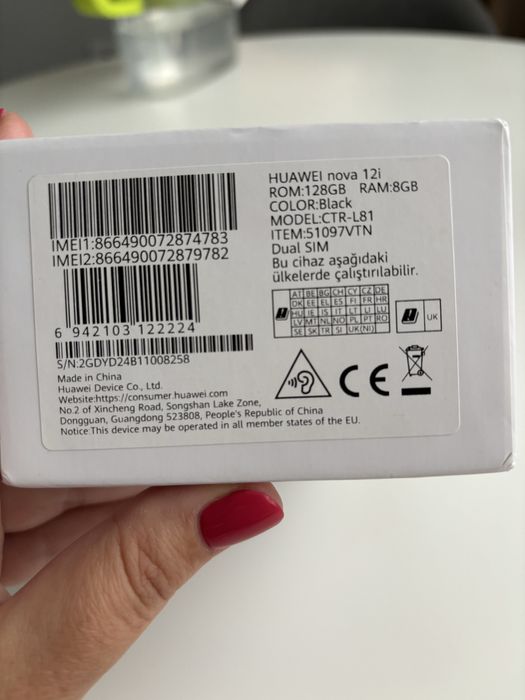 HUAWEI nova 12i
ROM:128GB RAM:8GB
COLOR:Black
MODEL:CTR-L81
ITEM:51097VTN
Dual SIM
Bu cihaz aşağıdaki
ülkelerde çalıştırılabilir.
IMEI1:866490072874783
IMEI2:866490072879782
6 942103 122224
S/N:2GDYD24B11008258
AT BE BG CH CY CZ DE
DK EE EL ES FI FR HR
HU IE IS IT LT LI LU
LV MT NL NO PL PT RO
SE SK TR SI UK(NI)
UK
CE
Made in China
Huawei Device Co., Ltd.
Website:https://consumer.huawei.com
No.2 of Xincheng Road, Songshan Lake Zone,
Dongguan, Guangdong 523808, People's Republic of China
Notice:This device may be operated in all member states of the EU.